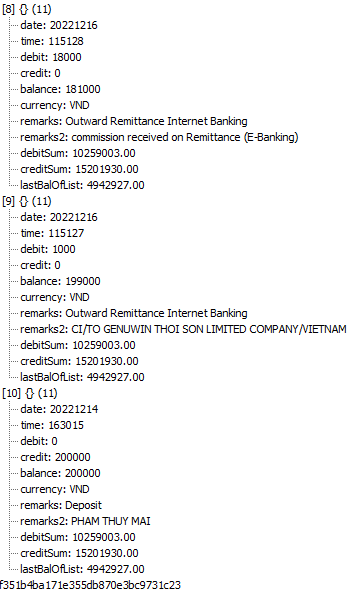 [8] {} (11)
date: 20221216
time: 115128
debit: 18000
credit: 0
balance: 181000
currency: VND
remarks: Outward Remittance Internet Banking
remarks2: commission received on Remittance (E-Banking)
debitSum: 10259003.00
creditSum: 15201930.00
lastBalOfList: 4942927.00
[9] {} (11)
date: 20221216
time: 115127
debit: 1000
credit: 0
balance: 199000
currency: VND
remarks: Outward Remittance Internet Banking
remarks2: CI/TO GENUWIN THOI SON LIMITED COMPANY/VIETNAM
debitSum: 10259003.00
creditSum: 15201930.00
lastBalOfList: 4942927.00
[10] {} (11)
date: 20221214
time: 163015
debit: 0
credit: 200000
balance: 200000
currency: VND
remarks: Deposit
remarks2: PHAM THUY MAI
debitSum: 10259003.00
creditSum: 15201930.00
lastBalOfList: 4942927.00
f351b4ba171e355db870e3bc9731c23